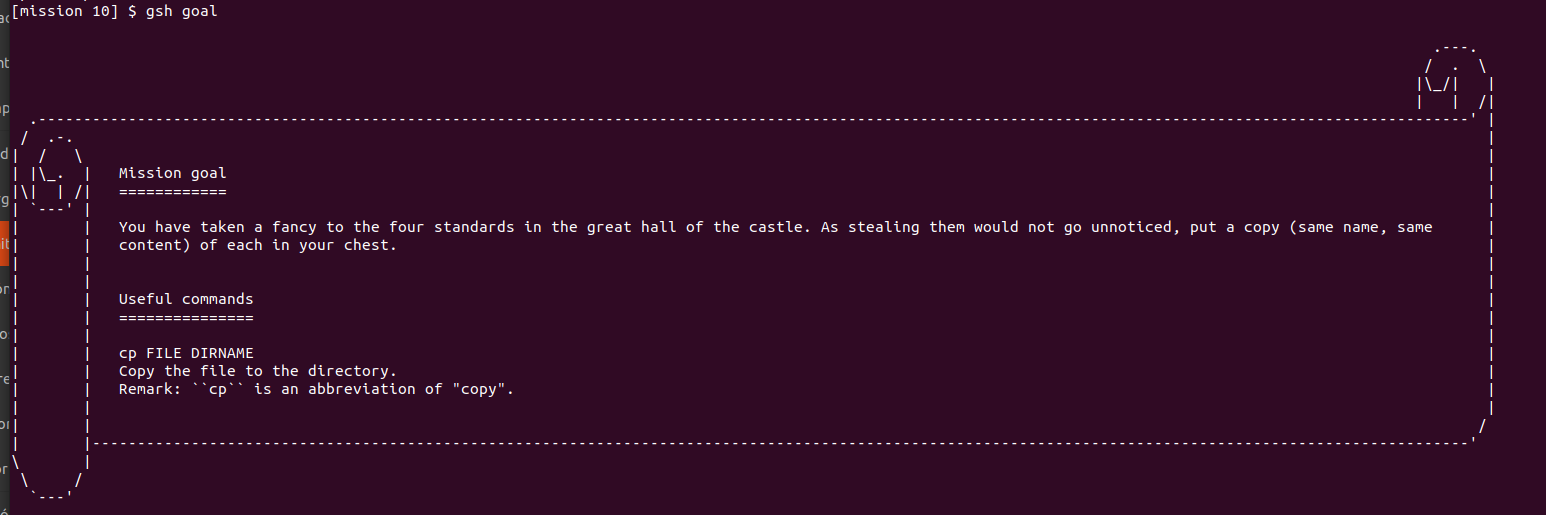 [mission 10] $ gsh goal
Mission goal
============
You have taken a fancy to the four standards in the great hall of the castle. As stealing them would not go unnoticed, put a copy (same name, same
content) of each in your chest.
Useful commands
===============
cp FILE DIRNAME
Copy the file to the directory.
Remark: ``cp`` is an abbreviation of "copy".